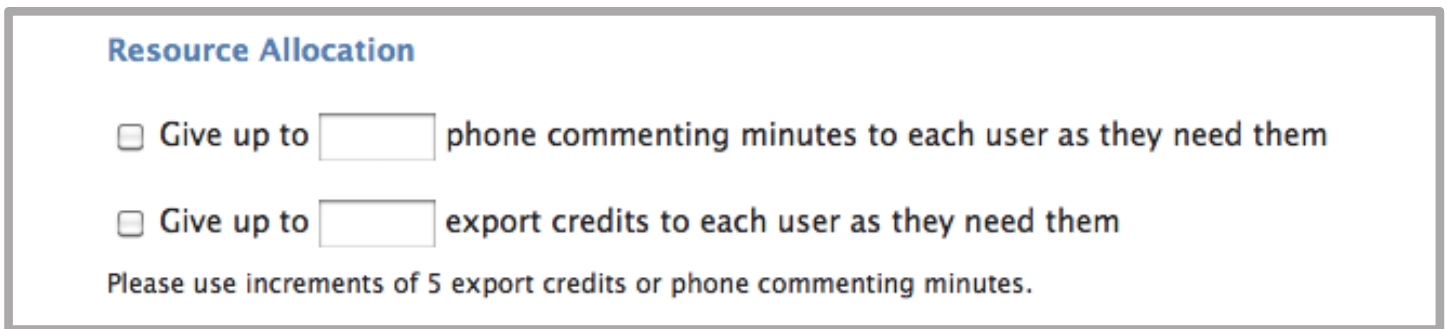 Resource Allocation
Give up to phone commenting minutes to each user as they need them
Give up to export credits to each user as they need them
Please use increments of 5 export credits or phone commenting minutes.